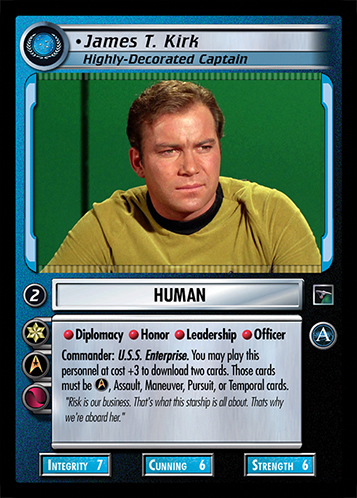 • James T. Kirk
Highly-Decorated Captain
2
HUMAN
Diplomacy Honor Leadership Officer
Commander: U.S.S. Enterprise. You may play this
personnel at cost +3 to download two cards. Those cards
must be A, Assault, Maneuver, Pursuit, or Temporal cards.
"Risk is our business. That's what this starship is all about. Thats why
we're aboard her."
A
INTEGRITY 7
CUNNING 6
STRENGTH 6